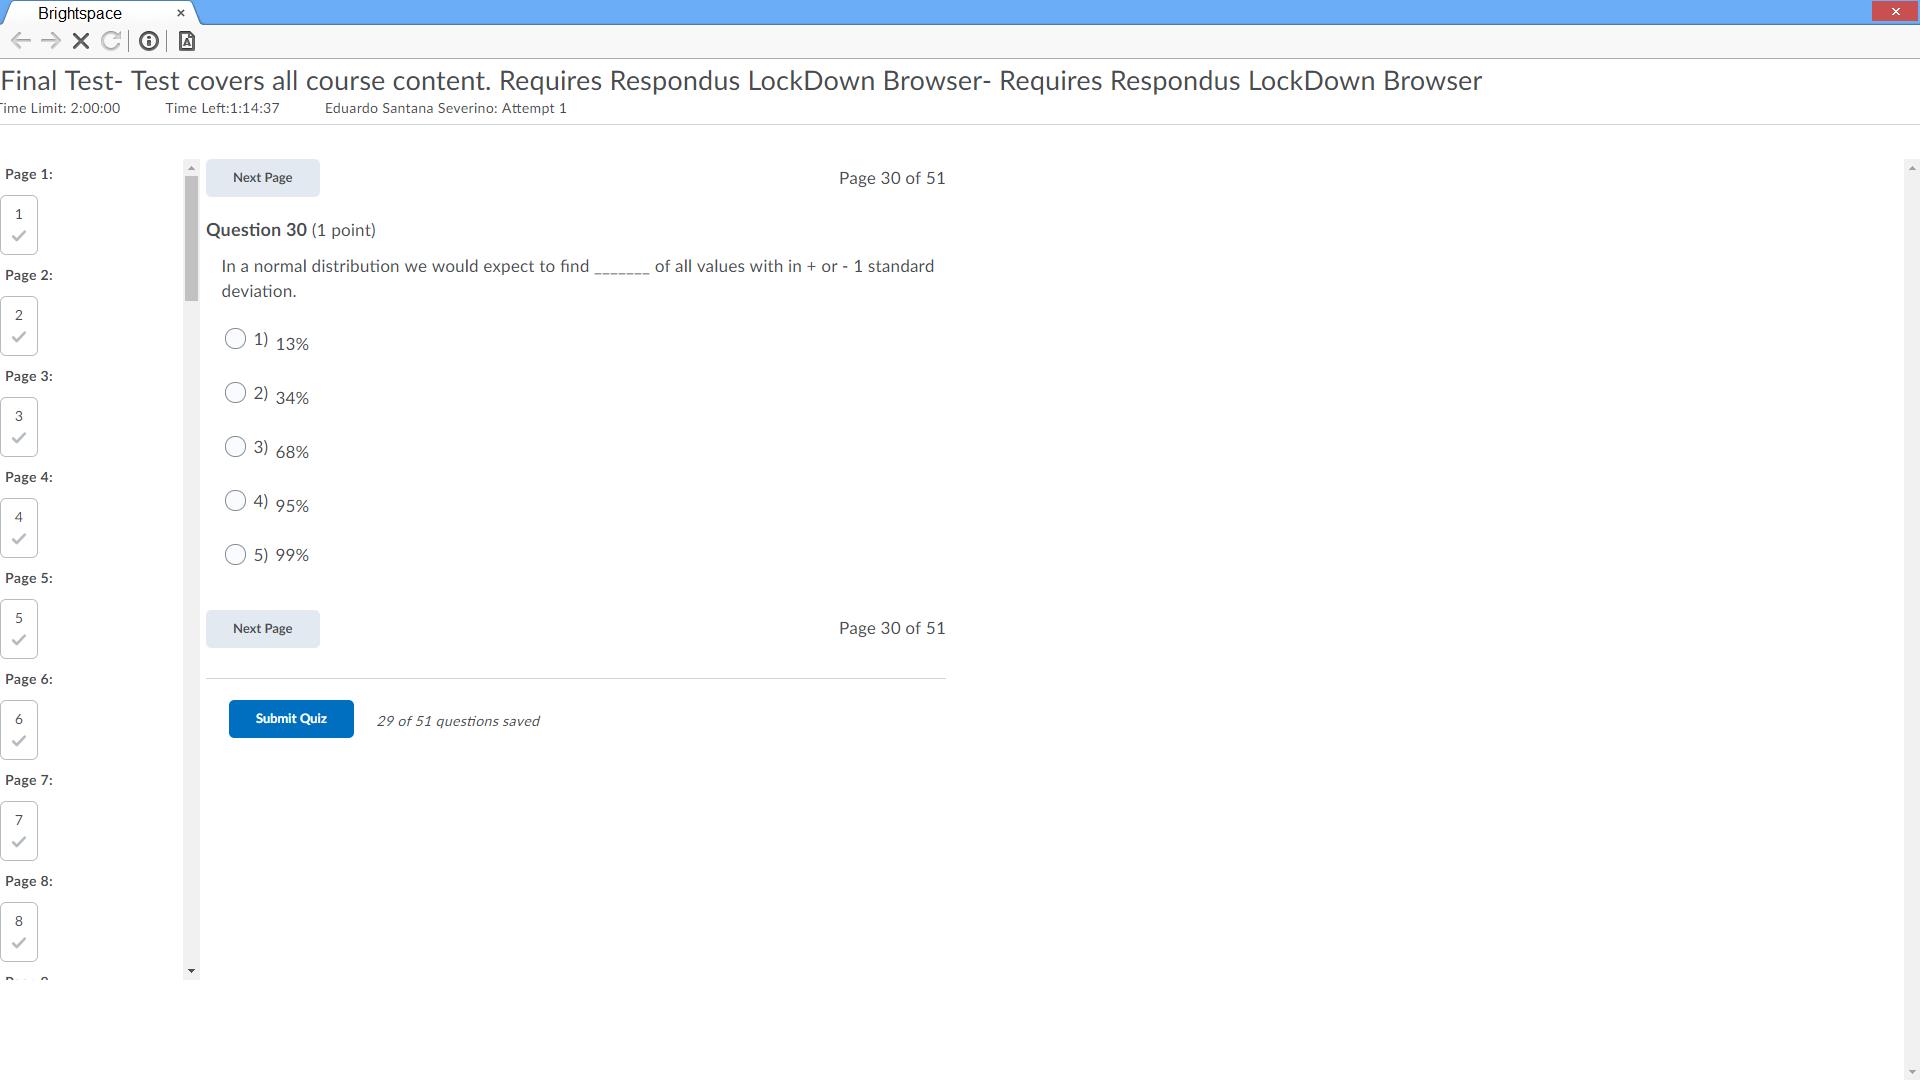 Brightspace
Final Test- Test covers all course content. Requires Respondus LockDown Browser- Requires Respondus LockDown Browser
Time Limit: 2:00:00 Time Left:1:14:37 Eduardo Santana Severino: Attempt 1
Page 1:
1
Page 2:
2
Page 3:
3
Page 4:
4
Page 5:
5
Page 6:
6
Page 7:
7
Page 8:
8
Next Page Page 30 of 51
Question 30 (1 point)
In a normal distribution we would expect to find _______ of all values with in + or - 1 standard
deviation.
1) 13%
2) 34%
3) 68%
4) 95%
5) 99%
Next Page Page 30 of 51
Submit Quiz 29 of 51 questions saved